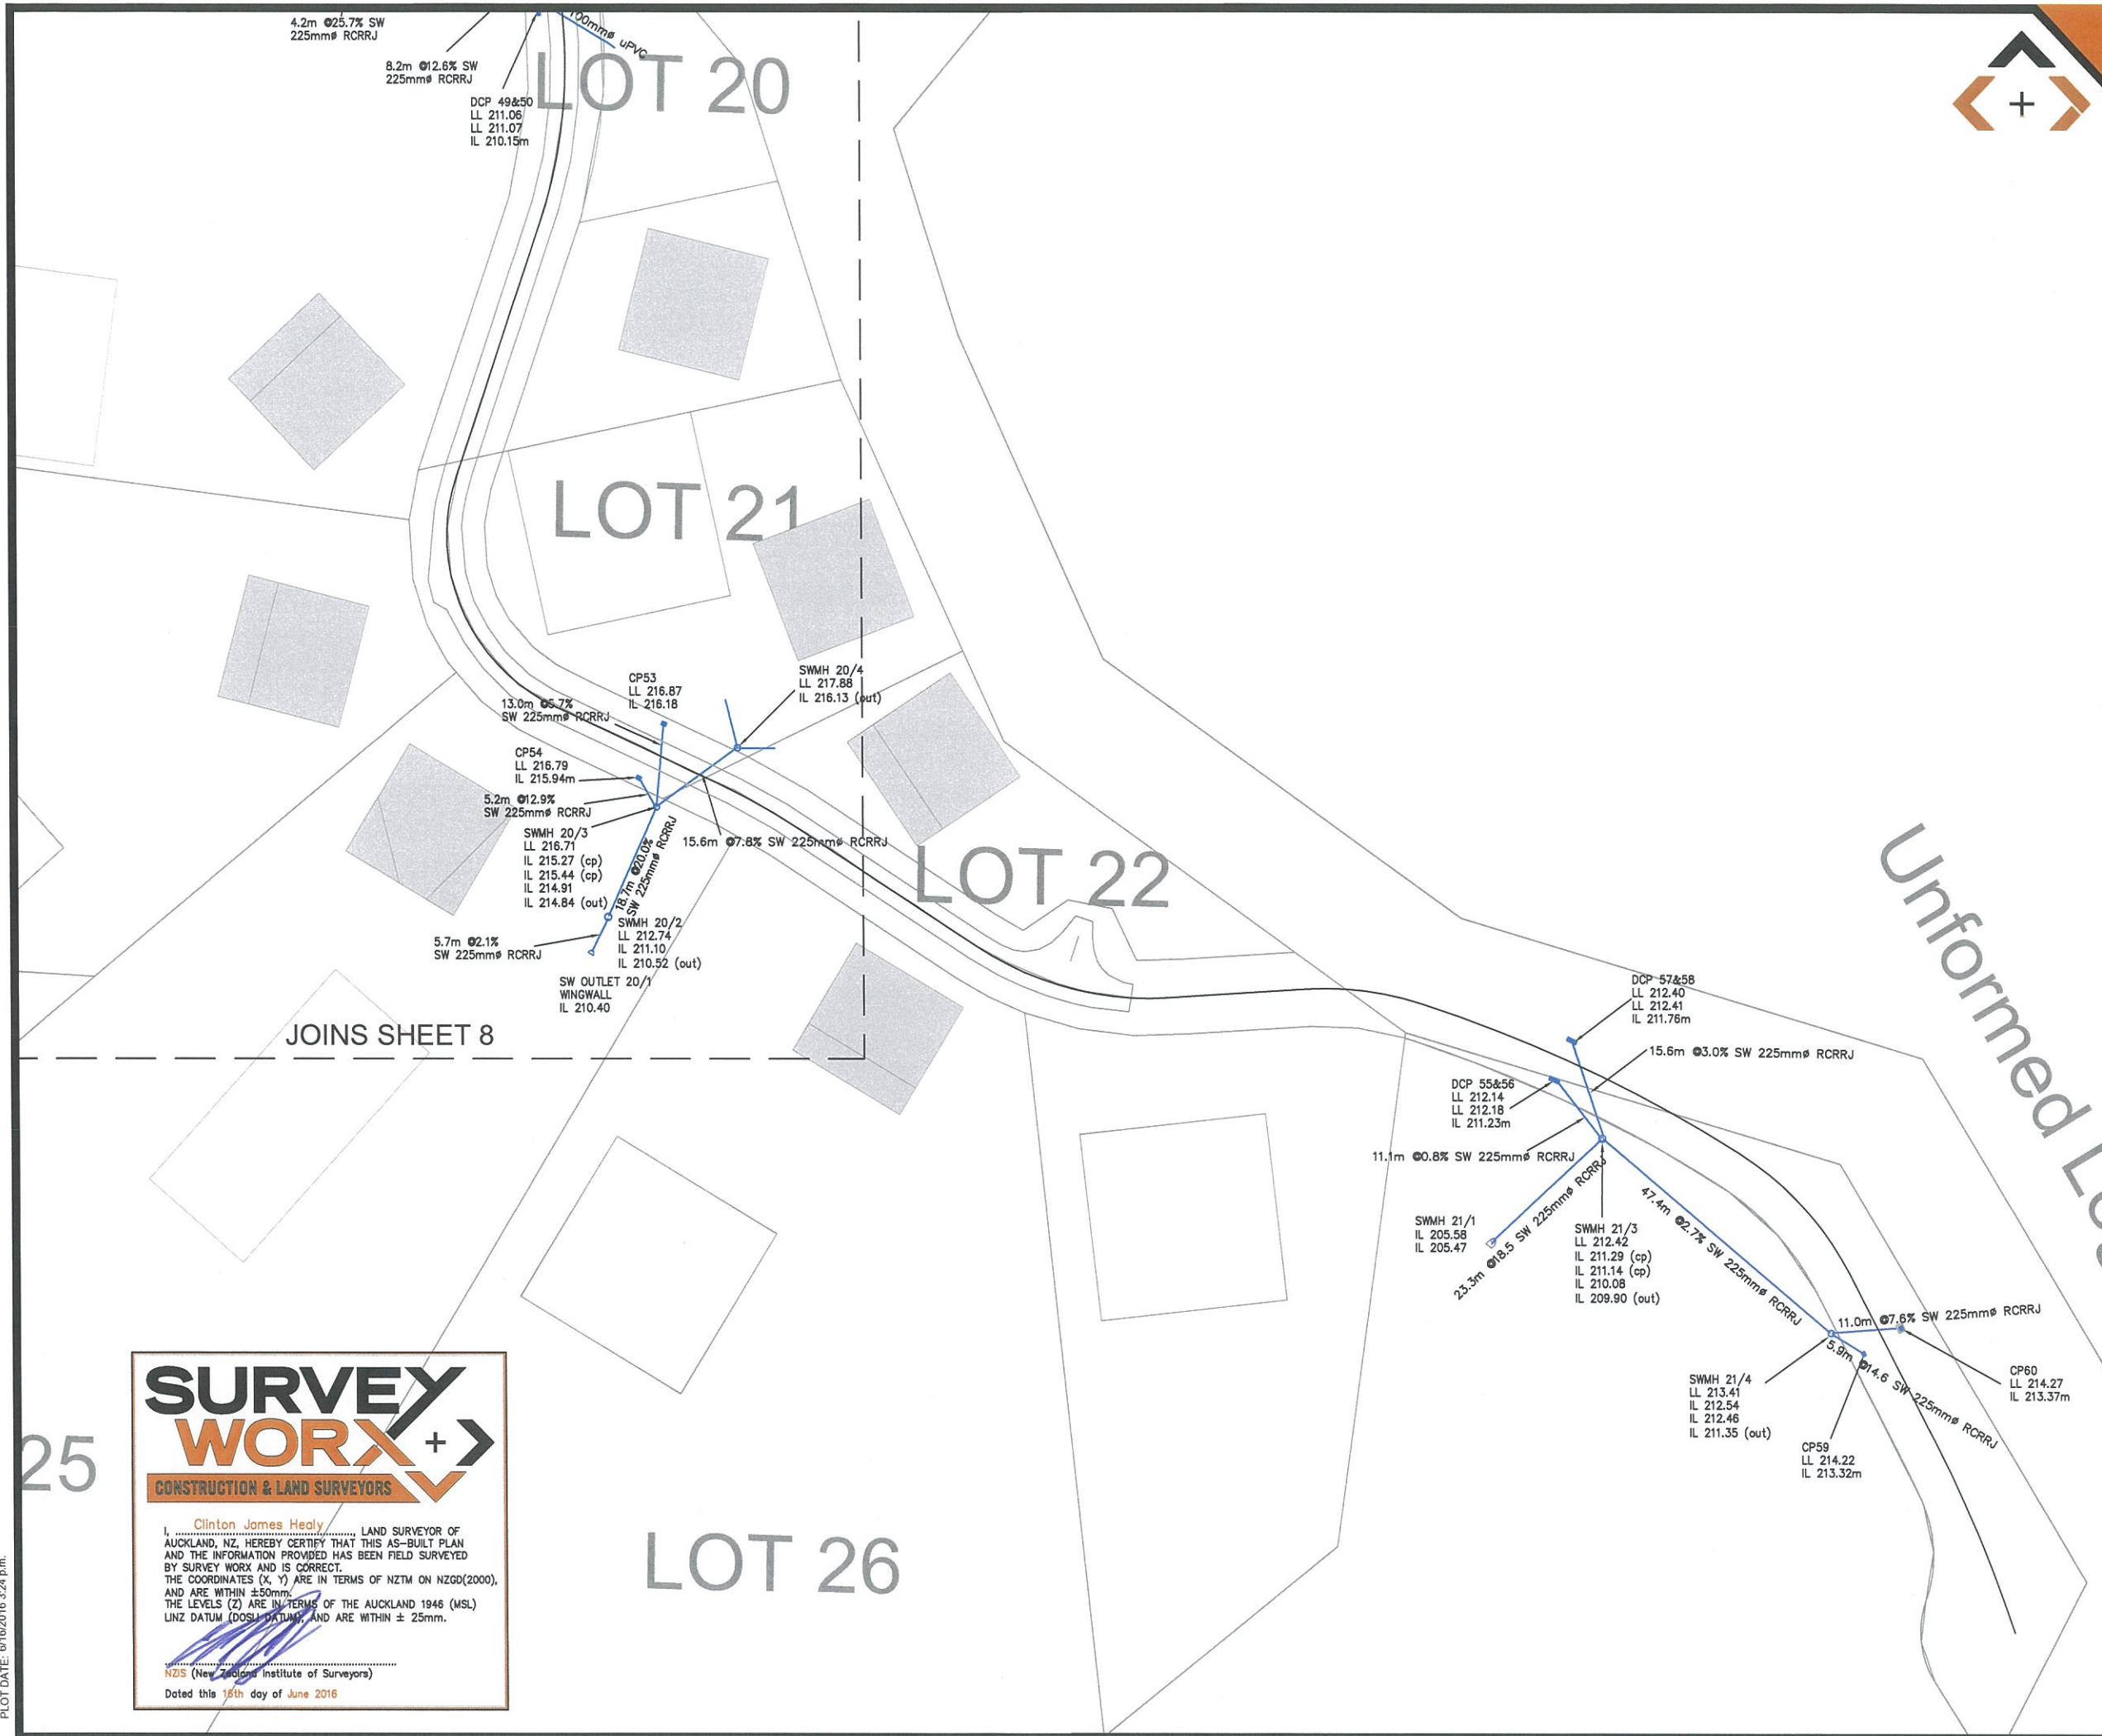 4.2m @25.7% SW
225mmø RCRRJ
8.2m @12.6% SW
225mmø RCRRJ
100mmø uPVC
DCP 49&50
LL 211.06
LL 211.07
IL 210.15m
LOT 20
LOT 21
CP53
LL 216.87
IL 216.18
SWMH 20/4
LL 217.88
IL 216.13 (out)
13.0m @5.7%
SW 225mmø RCRRJ
CP54
LL 216.79
IL 215.94m
5.2m @12.9%
SW 225mmø RCRRJ
SWMH 20/3
LL 216.71
IL 215.27 (cp)
IL 215.44 (cp)
IL 214.91
IL 214.84 (out)
15.6m @7.8% SW 225mmø RCRRJ
18.7m @20.0%
SW 225mmø RCRRJ
SWMH 20/2
LL 212.74
IL 211.10
IL 210.52 (out)
5.7m @2.1%
SW 225mmø RCRRJ
SW OUTLET 20/1
WINGWALL
IL 210.40
LOT 22
JOINS SHEET 8
Unformed
DCP 57&58
LL 212.40
LL 212.41
IL 211.76m
15.6m @3.0% SW 225mmø RCRRJ
DCP 55&56
LL 212.14
LL 212.18
IL 211.23m
11.1m @0.8% SW 225mmø RCRRJ
SWMH 21/1
IL 205.58
IL 205.47
23.3m @18.5 SW 225mmø RCRRJ
SWMH 21/3
LL 212.42
IL 211.29 (cp)
IL 211.14 (cp)
IL 210.08
IL 209.90 (out)
47.4m @2.7% SW 225mmø RCRRJ
11.0m @7.6% SW 225mmø RCRRJ
5.9m @14.6 SW 225mmø RCRRJ
SWMH 21/4
LL 213.41
IL 212.54
IL 212.46
IL 211.35 (out)
CP60
LL 214.27
IL 213.37m
CP59
LL 214.22
IL 213.32m
25
LOT 26
SURVEY
WORX
CONSTRUCTION & LAND SURVEYORS
I, Clinton James Healy, LAND SURVEYOR OF
AUCKLAND, NZ, HEREBY CERTIFY THAT THIS AS-BUILT PLAN
AND THE INFORMATION PROVIDED HAS BEEN FIELD SURVEYED
BY SURVEY WORX AND IS CORRECT.
THE COORDINATES (X, Y) ARE IN TERMS OF NZTM ON NZGD(2000),
AND ARE WITHIN ±50mm.
THE LEVELS (Z) ARE IN TERMS OF THE AUCKLAND 1946 (MSL)
LINZ DATUM (DOSLI DATUM), AND ARE WITHIN ± 25mm.
NZIS (New Zealand Institute of Surveyors)
Dated this 16th day of June 2016
PLOT DATE: 6/16/2016 3:24 p.m.